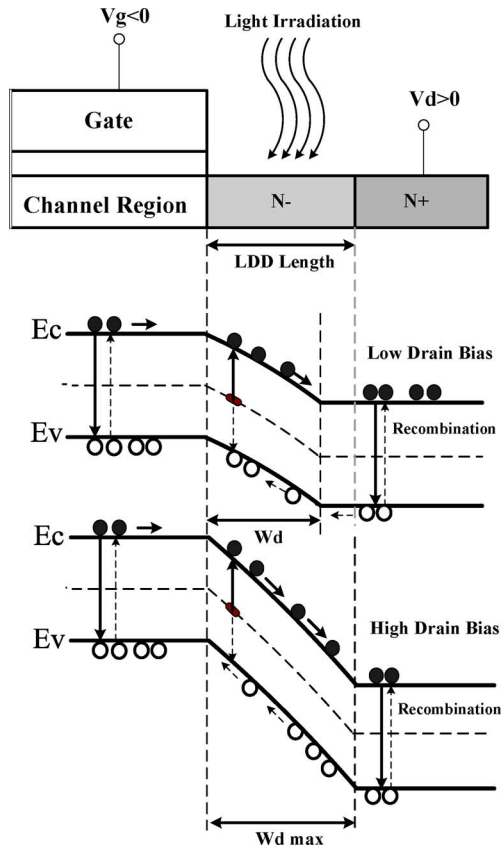 Vg<0
Light Irradiation
Vd>0
Gate
Channel Region
N-
N+
LDD Length
Ec
Low Drain Bias
Ev
Recombination
Wd
Ec
Ev
High Drain Bias
Recombination
Wd max